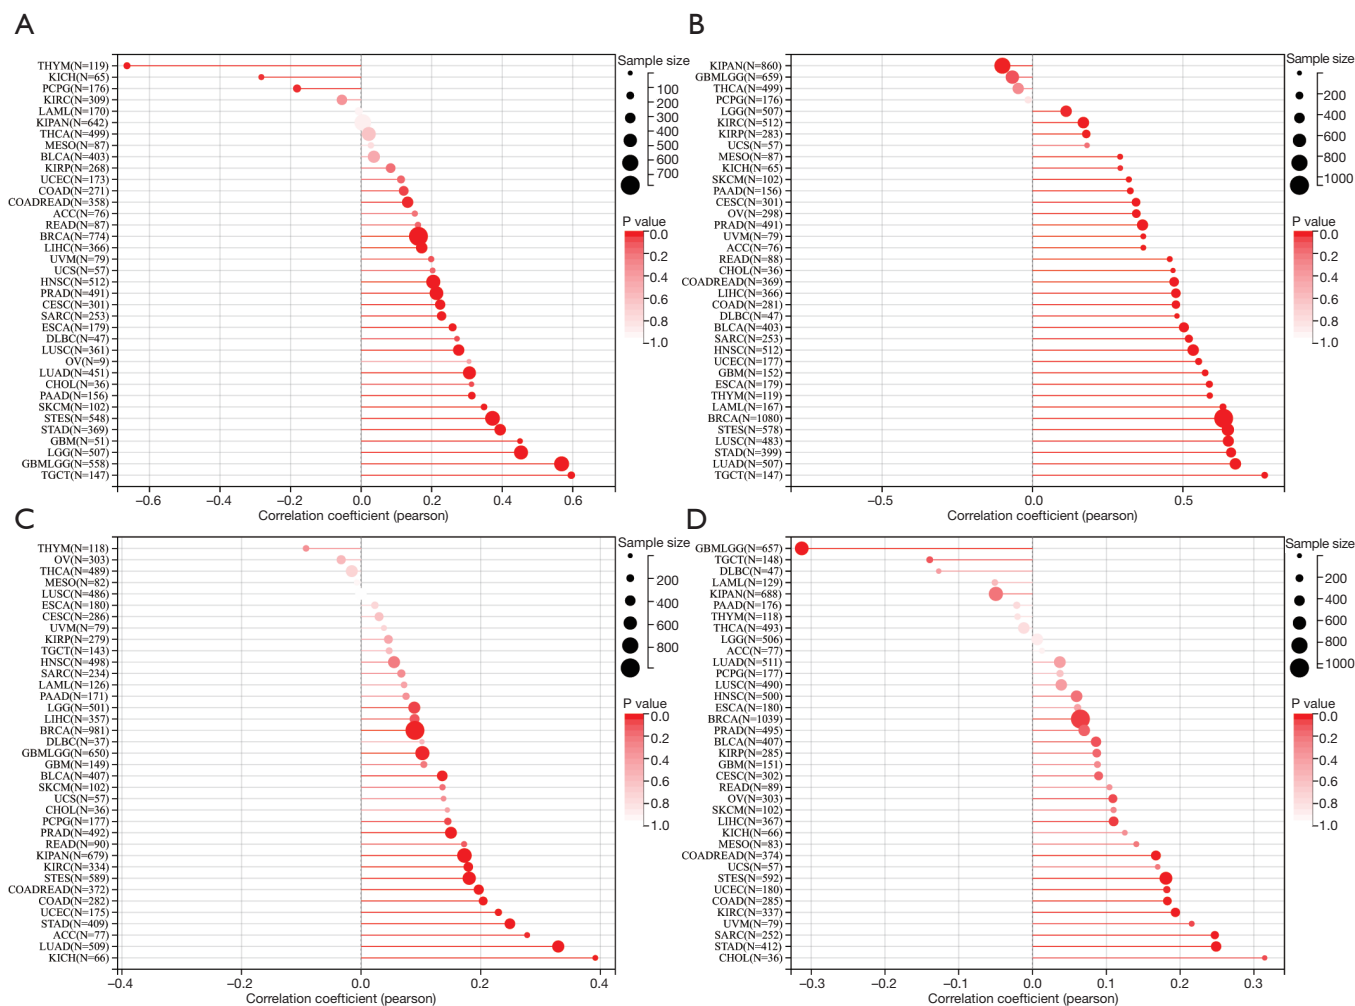 A
THYM(N=119)
KICH(N=65)
PCPG(N=176)
KIRC(N=309)
LAML(N=170)
KIPAN(N=642)
THCA(N=499)
MESO(N=87)
BLCA(N=403)
KIRP(N=268)
UCEC(N=173)
COAD(N=271)
COADREAD(N=358)
ACC(N=76)
READ(N=87)
BRCA(N=774)
LIHC(N=366)
UVM(N=79)
UCS(N=57)
HNSC(N=512)
PRAD(N=491)
CESC(N=301)
SARC(N=253)
ESCA(N=179)
DLBC(N=47)
LUSC(N=361)
OV(N=9)
LUAD(N=451)
CHOL(N=36)
PAAD(N=156)
SKCM(N=102)
STES(N=548)
STAD(N=369)
GBM(N=51)
LGG(N=507)
GBMLGG(N=558)
TGCT(N=147)
−0.6 −0.4 −0.2 0.0 0.2 0.4 0.6
Correlation coeficient (pearson)
Sample size
100
200
300
400
500
600
700
P value
0.0
0.2
0.4
0.6
0.8
1.0
B
KIPAN(N=860)
GBMLGG(N=659)
THCA(N=499)
PCPG(N=176)
LGG(N=507)
KIRC(N=512)
KIRP(N=283)
UCS(N=57)
MESO(N=87)
KICH(N=65)
SKCM(N=102)
PAAD(N=156)
CESC(N=301)
OV(N=298)
PRAD(N=491)
UVM(N=79)
ACC(N=76)
READ(N=88)
CHOL(N=36)
COADREAD(N=369)
LIHC(N=366)
COAD(N=281)
DLBC(N=47)
BLCA(N=403)
SARC(N=253)
HNSC(N=512)
UCEC(N=177)
GBM(N=152)
ESCA(N=179)
THYM(N=119)
LAML(N=167)
BRCA(N=1080)
STES(N=578)
LUSC(N=483)
STAD(N=399)
LUAD(N=507)
TGCT(N=147)
−0.5 0.0 0.5
Correlation coeficient (pearson)
Sample size
200
400
600
800
1000
P value
0.0
0.2
0.4
0.6
0.8
1.0
C
THYM(N=118)
OV(N=303)
THCA(N=489)
MESO(N=82)
LUSC(N=486)
ESCA(N=180)
CESC(N=286)
UVM(N=79)
KIRP(N=279)
TGCT(N=143)
HNSC(N=498)
SARC(N=234)
LAML(N=126)
PAAD(N=171)
LGG(N=501)
LIHC(N=357)
BRCA(N=981)
DLBC(N=37)
GBMLGG(N=650)
GBM(N=149)
BLCA(N=407)
SKCM(N=102)
UCS(N=57)
CHOL(N=36)
PCPG(N=177)
PRAD(N=492)
READ(N=90)
KIPAN(N=679)
KIRC(N=334)
STES(N=589)
COADREAD(N=372)
COAD(N=282)
UCEC(N=175)
STAD(N=409)
ACC(N=77)
LUAD(N=509)
KICH(N=66)
−0.4 −0.2 0.0 0.2 0.4
Correlation coeficient (pearson)
Sample size
200
400
600
800
P value
0.0
0.2
0.4
0.6
0.8
1.0
D
GBMLGG(N=657)
TGCT(N=148)
DLBC(N=47)
LAML(N=129)
KIPAN(N=688)
PAAD(N=176)
THYM(N=118)
THCA(N=493)
LGG(N=506)
ACC(N=77)
LUAD(N=511)
PCPG(N=177)
LUSC(N=490)
HNSC(N=500)
ESCA(N=180)
BRCA(N=1039)
PRAD(N=495)
BLCA(N=407)
KIRP(N=285)
GBM(N=151)
CESC(N=302)
READ(N=89)
OV(N=303)
SKCM(N=102)
LIHC(N=367)
KICH(N=66)
MESO(N=83)
COADREAD(N=374)
UCS(N=57)
STES(N=592)
UCEC(N=180)
COAD(N=285)
KIRC(N=337)
UVM(N=79)
SARC(N=252)
STAD(N=412)
CHOL(N=36)
−0.3 −0.2 −0.1 0.0 0.1 0.2 0.3
Correlation coeficient (pearson)
Sample size
200
400
600
800
1000
P value
0.0
0.2
0.4
0.6
0.8
1.0